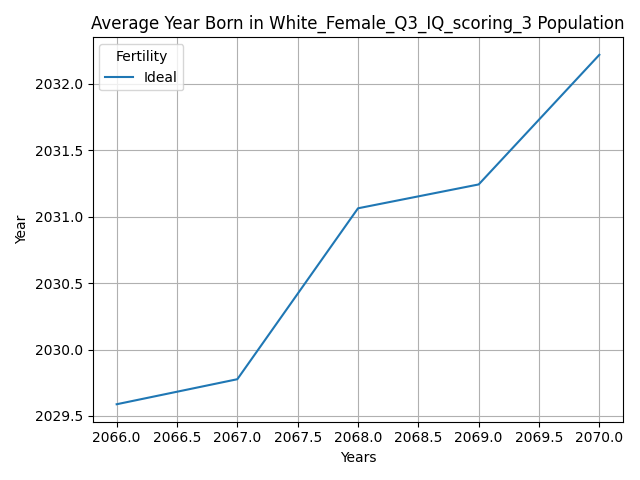 Average Year Born in White_Female_Q3_IQ_scoring_3 Population
Fertility
Ideal
2032.0
2031.5
2031.0
2030.5
2030.0
2029.5
Year
2066.0 2066.5 2067.0 2067.5 2068.0 2068.5 2069.0 2069.5 2070.0
Years